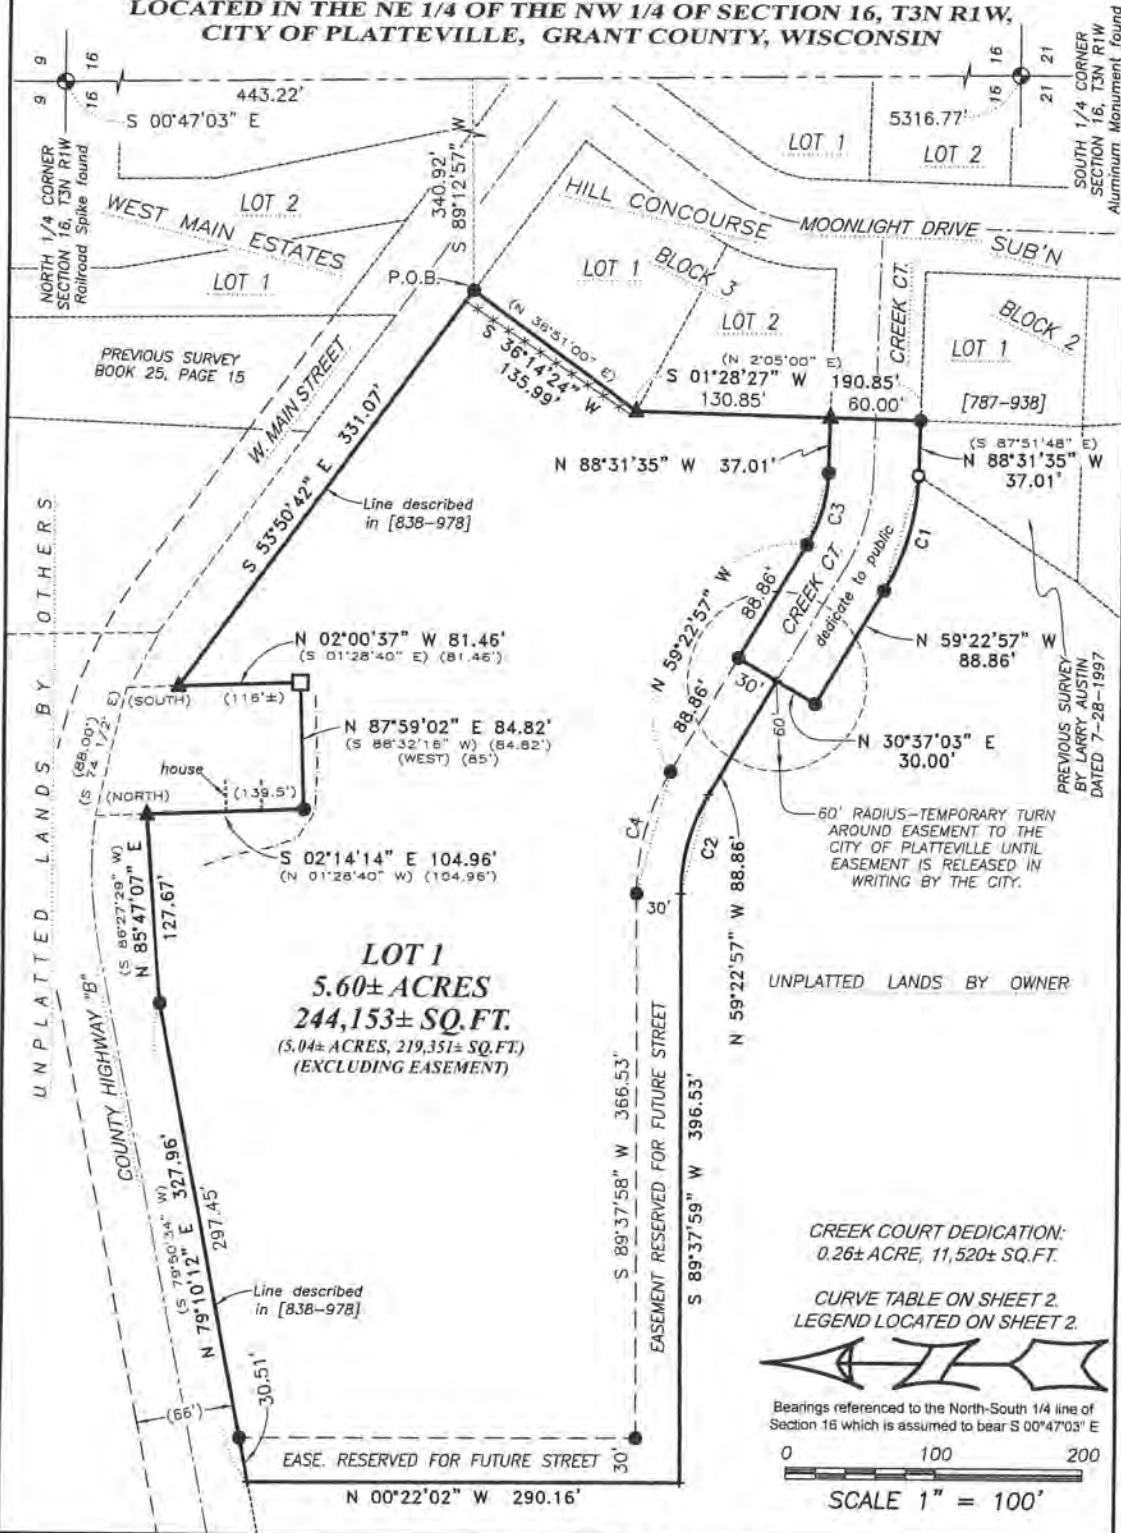 LOCATED IN THE NE 1/4 OF THE NW 1/4 OF SECTION 16, T3N R1W,
CITY OF PLATTEVILLE, GRANT COUNTY, WISCONSIN
9 16
9 16
443.22'
S 00°47'03" E
NORTH 1/4 CORNER
SECTION 16, T3N R1W
Railroad Spike found
16 21
16 21
5316.77'
SOUTH 1/4 CORNER
SECTION 16, T3N R1W
Aluminum Monument found
340.92'
S 89°12'57" W
LOT 1
LOT 2
WEST MAIN ESTATES
LOT 2
LOT 1
HILL CONCOURSE
MOONLIGHT DRIVE
SUB'N
P.O.B.
LOT 1
BLOCK 3
LOT 2
CREEK CT.
BLOCK 2
LOT 1
[787-938]
PREVIOUS SURVEY
BOOK 25, PAGE 15
W. MAIN STREET
(N 36°51'00" E)
S 36°14'24" W
135.99'
(N 2°05'00" E)
S 01°28'27" W 190.85'
130.85' 60.00'
N 88°31'35" W 37.01'
(S 87°51'48" E)
N 88°31'35" W
37.01'
S 53°50'42" E 331.07'
Line described
in [838-978]
C3
C1
CREEK CT.
dedicate to public
88.86'
N 59°22'57" W
N 59°22'57" W
88.86'
N 59°22'57" W
88.86'
30'
60'
N 30°37'03" E
30.00'
PREVIOUS SURVEY
BY LARRY AUSTIN
DATED 7-28-1997
UNPLATTED LANDS BY OTHERS
N 02°00'37" W 81.46'
(S 01°28'40" E) (81.46')
(SOUTH)
(116'±)
N 87°59'02" E 84.82'
(S 88°32'16" W) (84.82')
(WEST) (85')
(88.00')
(S 74 1/2° E)
house
(139.5')
(NORTH)
S 02°14'14" E 104.96'
(N 01°28'40" W) (104.96')
60' RADIUS-TEMPORARY TURN
AROUND EASEMENT TO THE
CITY OF PLATTEVILLE UNTIL
EASEMENT IS RELEASED IN
WRITING BY THE CITY.
C4
C2
30'
N 59°22'57" W 88.86'
(S 86°27'29" W)
N 85°47'07" E
127.67'
LOT 1
5.60± ACRES
244,153± SQ.FT.
(5.04± ACRES, 219,351± SQ.FT.)
(EXCLUDING EASEMENT)
UNPLATTED LANDS BY OWNER
COUNTY HIGHWAY "B"
(S 79°50'34" W)
N 79°10'12" E 327.96'
297.45'
Line described
in [838-978]
S 89°37'58" W 366.53'
EASEMENT RESERVED FOR FUTURE STREET
S 89°37'59" W 396.53'
CREEK COURT DEDICATION:
0.26± ACRE, 11,520± SQ.FT.
CURVE TABLE ON SHEET 2.
LEGEND LOCATED ON SHEET 2.
N
(66')
30.51'
EASE. RESERVED FOR FUTURE STREET
30'
N 00°22'02" W 290.16'
Bearings referenced to the North-South 1/4 line of
Section 16 which is assumed to bear S 00°47'03" E
0 100 200
SCALE 1" = 100'